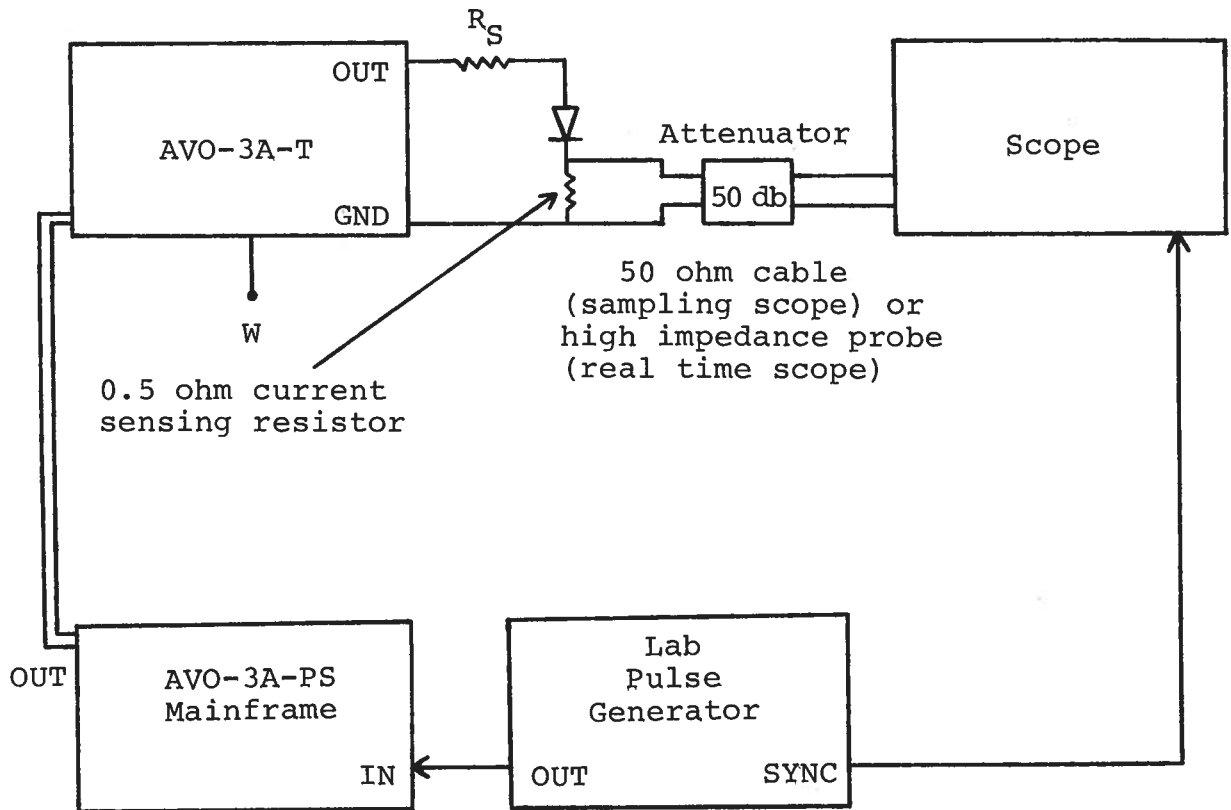 R_S
OUT
AVO-3A-T
GND
W
Attenuator
50 db
Scope
50 ohm cable
(sampling scope) or
high impedance probe
(real time scope)
0.5 ohm current
sensing resistor
OUT
AVO-3A-PS
Mainframe
IN
Lab
Pulse
Generator
OUT
SYNC